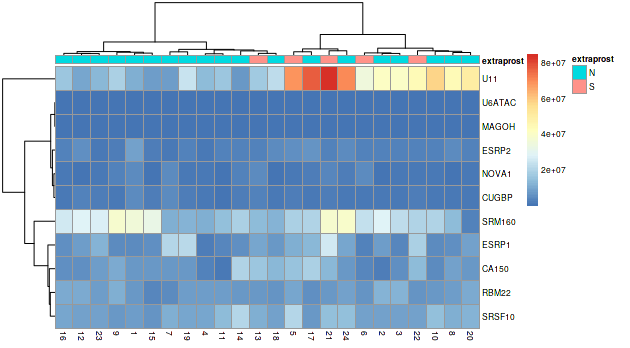 extraprost
U11
U6ATAC
MAGOH
ESRP2
NOVA1
CUGBP
SRM160
ESRP1
CA150
RBM22
SRSF10
16 12 23 9 1 15 7 19 4 11 14 13 18 5 17 21 24 6 2 3 22 10 8 20
8e+07
6e+07
4e+07
2e+07
extraprost
N
S